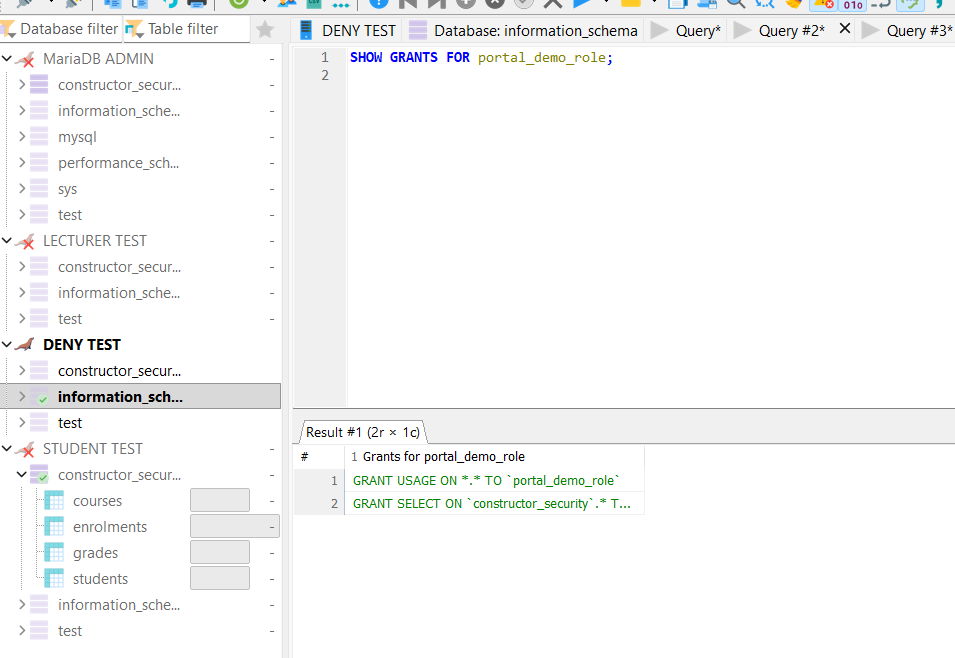 010
Database filter
Table filter
DENY TEST
Database: information_schema
Query*
Query #2*
Query #3*
MariaDB ADMIN
-
constructor_secur...
-
information_sche...
-
mysql
-
performance_sch...
-
sys
-
test
-
LECTURER TEST
-
constructor_secur...
-
information_sche...
-
test
-
DENY TEST
constructor_secur...
information_sch...
test
STUDENT TEST
-
constructor_secur...
-
courses
-
enrolments
-
grades
-
students
-
information_sche...
-
test
-
1 SHOW GRANTS FOR portal_demo_role;
2
Result #1 (2r × 1c)
# 1 Grants for portal_demo_role
1 GRANT USAGE ON *.* TO `portal_demo_role`
2 GRANT SELECT ON `constructor_security`.* T...